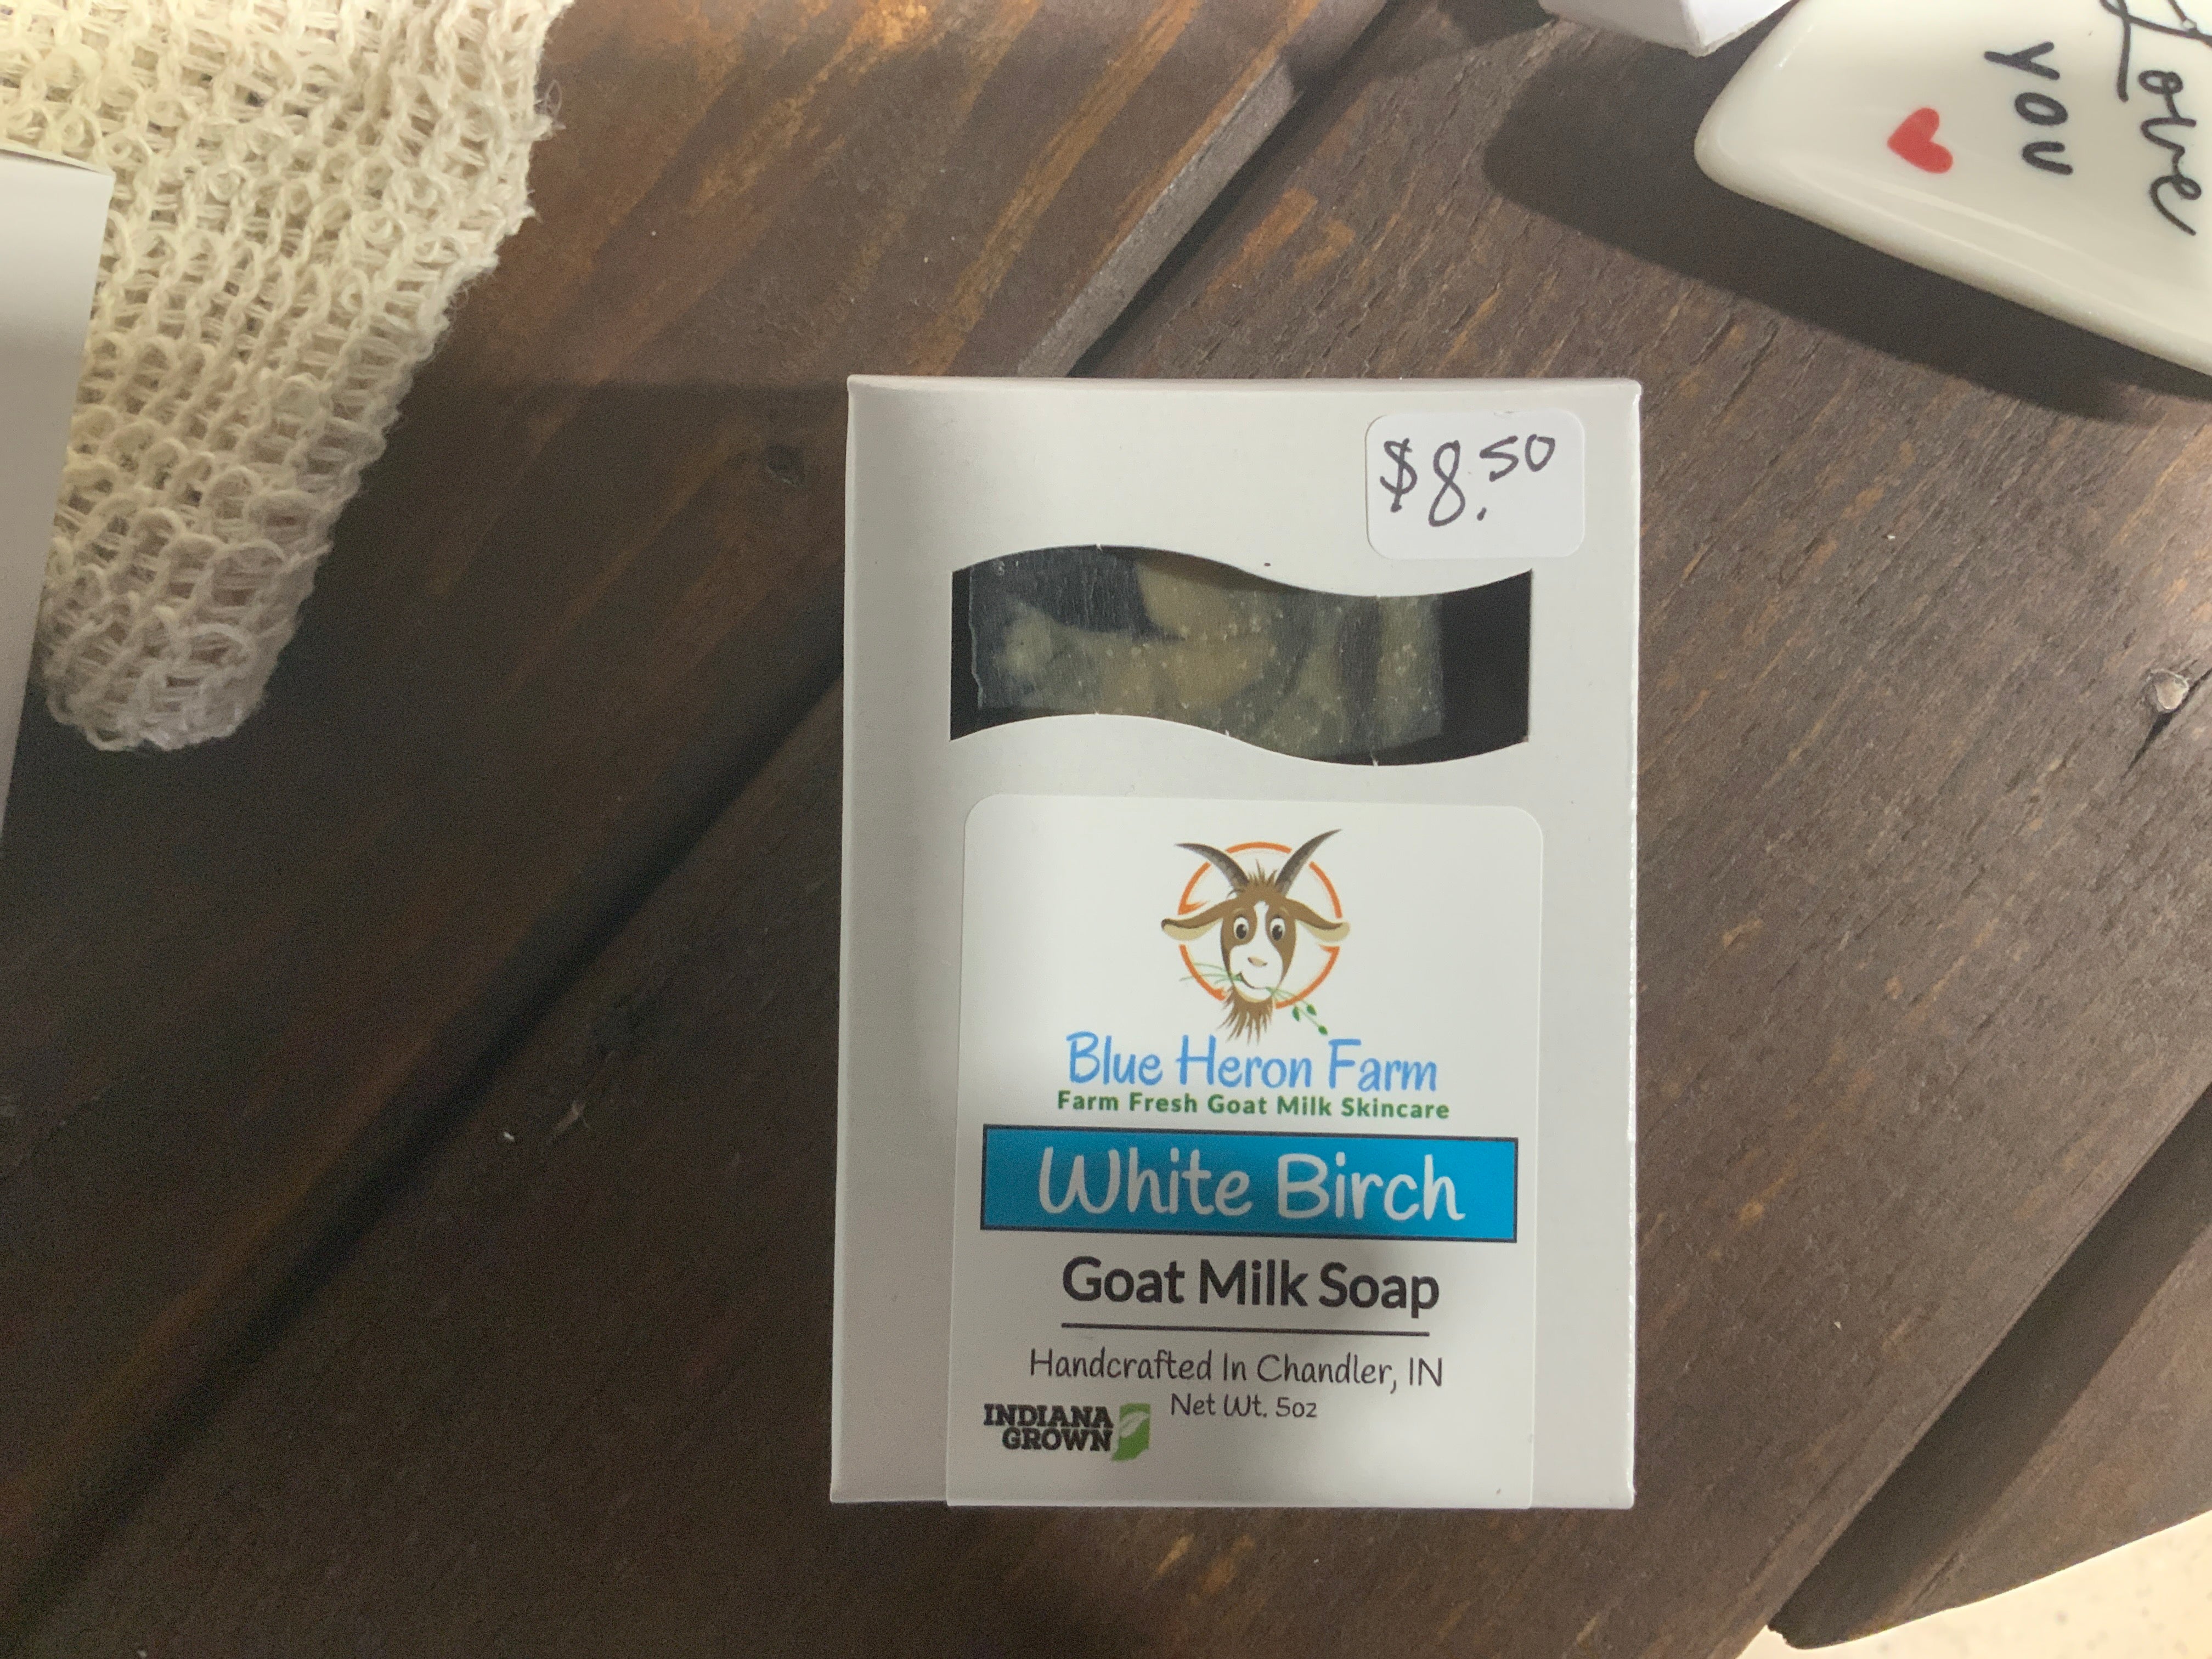 Love
you
$8.50
Blue Heron Farm
Farm Fresh Goat Milk Skincare
White Birch
Goat Milk Soap
Handcrafted In Chandler, IN
Net Wt. 5oz
INDIANA
GROWN